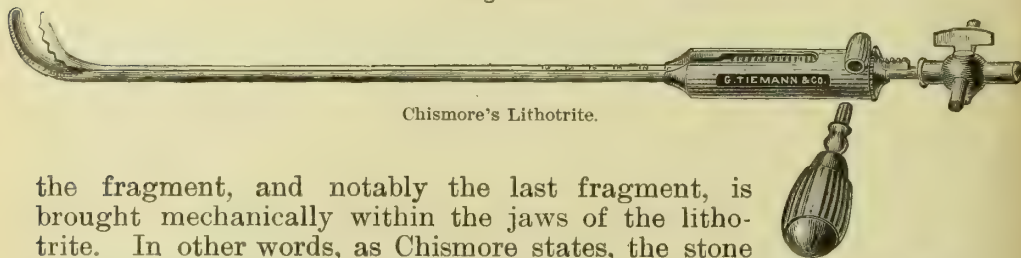 G. TIEMANN & CO.
Chismore's Lithotrite.
the fragment, and notably the last fragment, is
brought mechanically within the jaws of the litho-
trite. In other words, as Chismore states, the stone